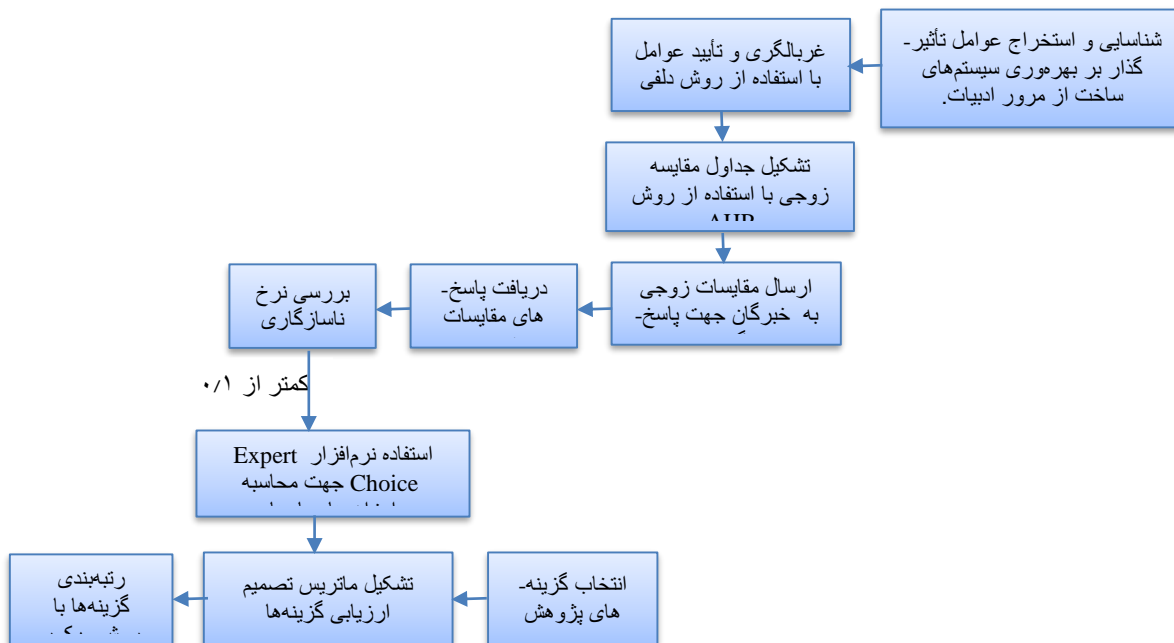 شناسایی و استخراج عوامل تأثیر-
گذار بر بهره‌وری سیستم‌های
ساخت از مرور ادبیات.
غربالگری و تأیید عوامل
با استفاده از روش دلفی
تشکیل جداول مقایسه
زوجی با استفاده از روش
AHP
ارسال مقایسات زوجی
به خبرگان جهت پاسخ-
دریافت پاسخ-
های مقایسات
بررسی نرخ
ناسازگاری
کمتر از ۰/۱
استفاده نرم‌افزار Expert
Choice جهت محاسبه
انتخاب گزینه-
های پژوهش
تشکیل ماتریس تصمیم
ارزیابی گزینه‌ها
رتبه‌بندی
گزینه‌ها با